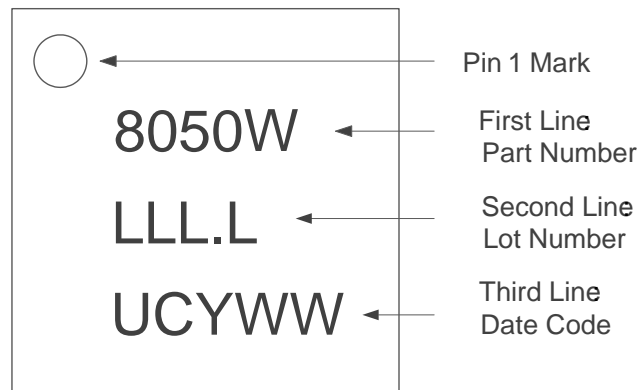 Pin 1 Mark
8050W
First Line:
Part Number
LLL.L
Second Line:
Lot Number
UCYWW
Third Line:
Date Code